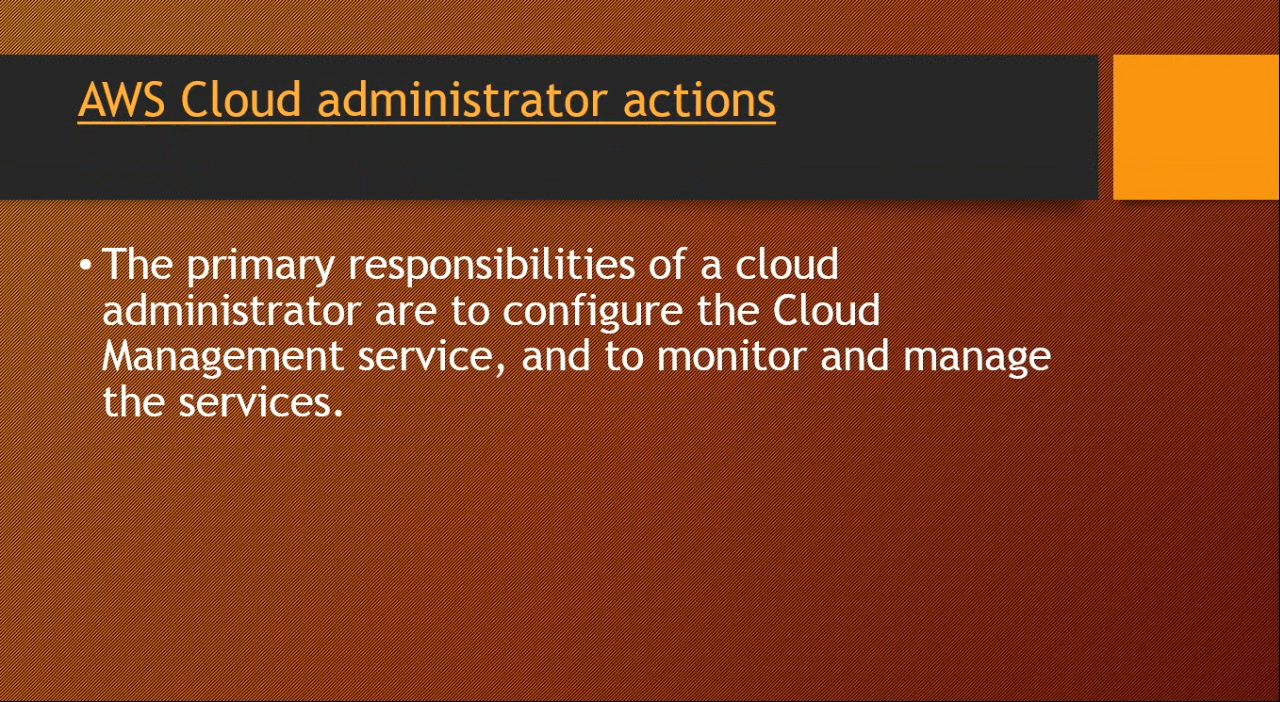 AWS Cloud administrator actions
• The primary responsibilities of a cloud
administrator are to configure the Cloud
Management service, and to monitor and manage
the services.